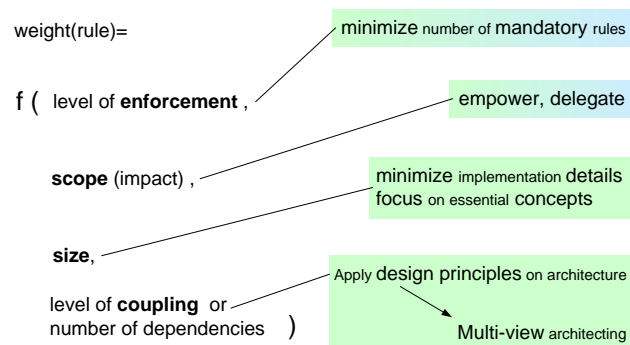 weight(rule)=
minimize number of mandatory rules
f ( level of enforcement ,
empower, delegate
scope (impact) ,
minimize implementation details
focus on essential concepts
size,
Apply design principles on architecture
level of coupling or
number of dependencies )
Multi-view architecting